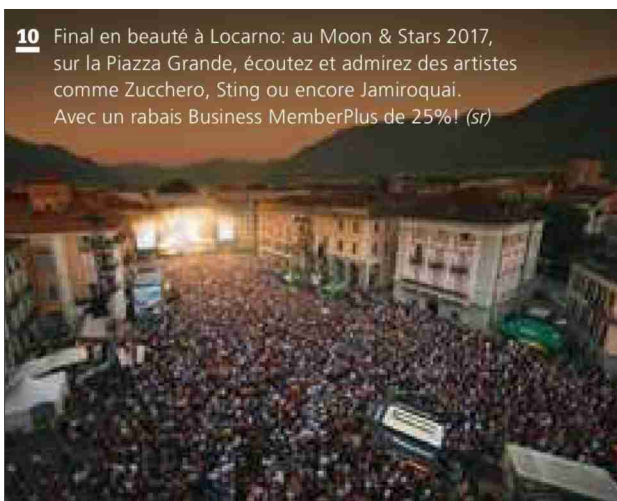 10 Final en beauté à Locarno: au Moon & Stars 2017,
sur la Piazza Grande, écoutez et admirez des artistes
comme Zucchero, Sting ou encore Jamiroquai.
Avec un rabais Business MemberPlus de 25%! (sr)